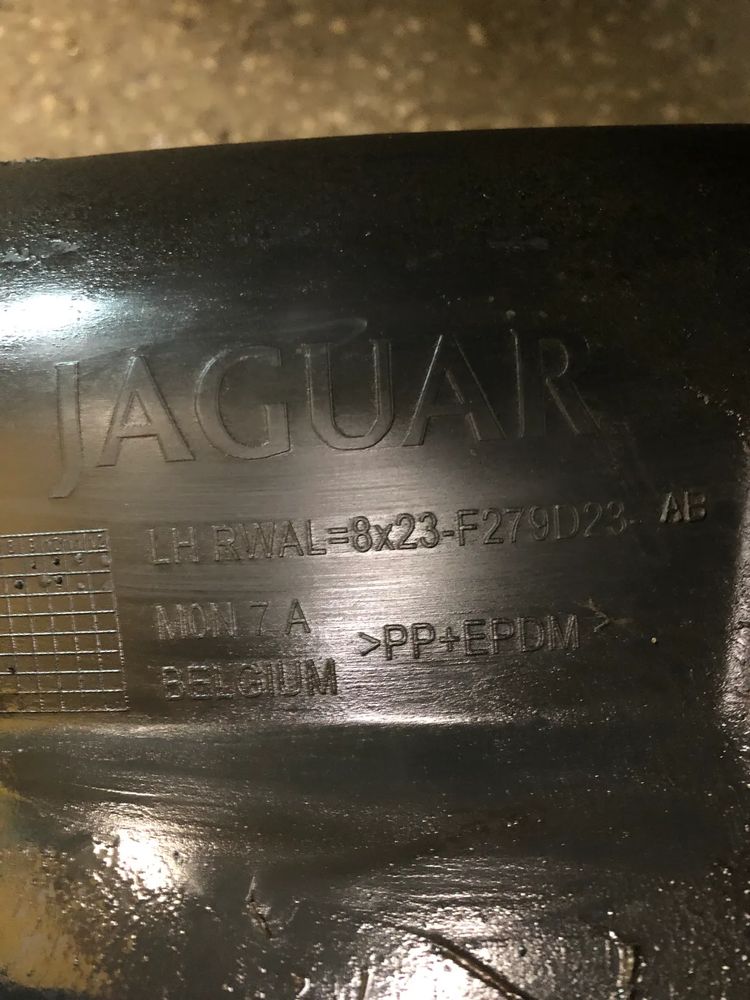 JAGUAR
LH RWAL=8x23-F279D23- AB
MON 7 A
>PP+EPDM>
BELGIUM